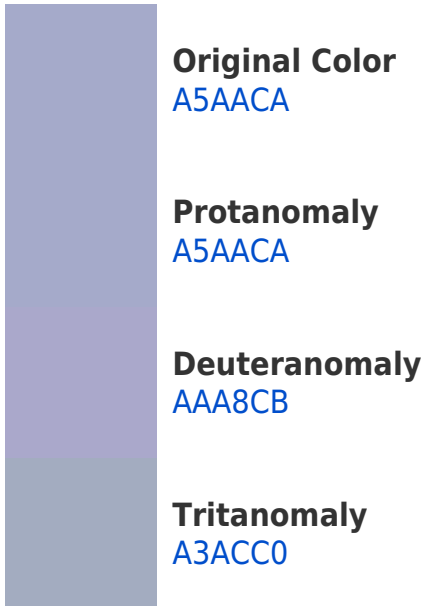 Original Color
A5AACA
Protanomaly
A5AACA
Deuteranomaly
AAA8CB
Tritanomaly
A3ACC0